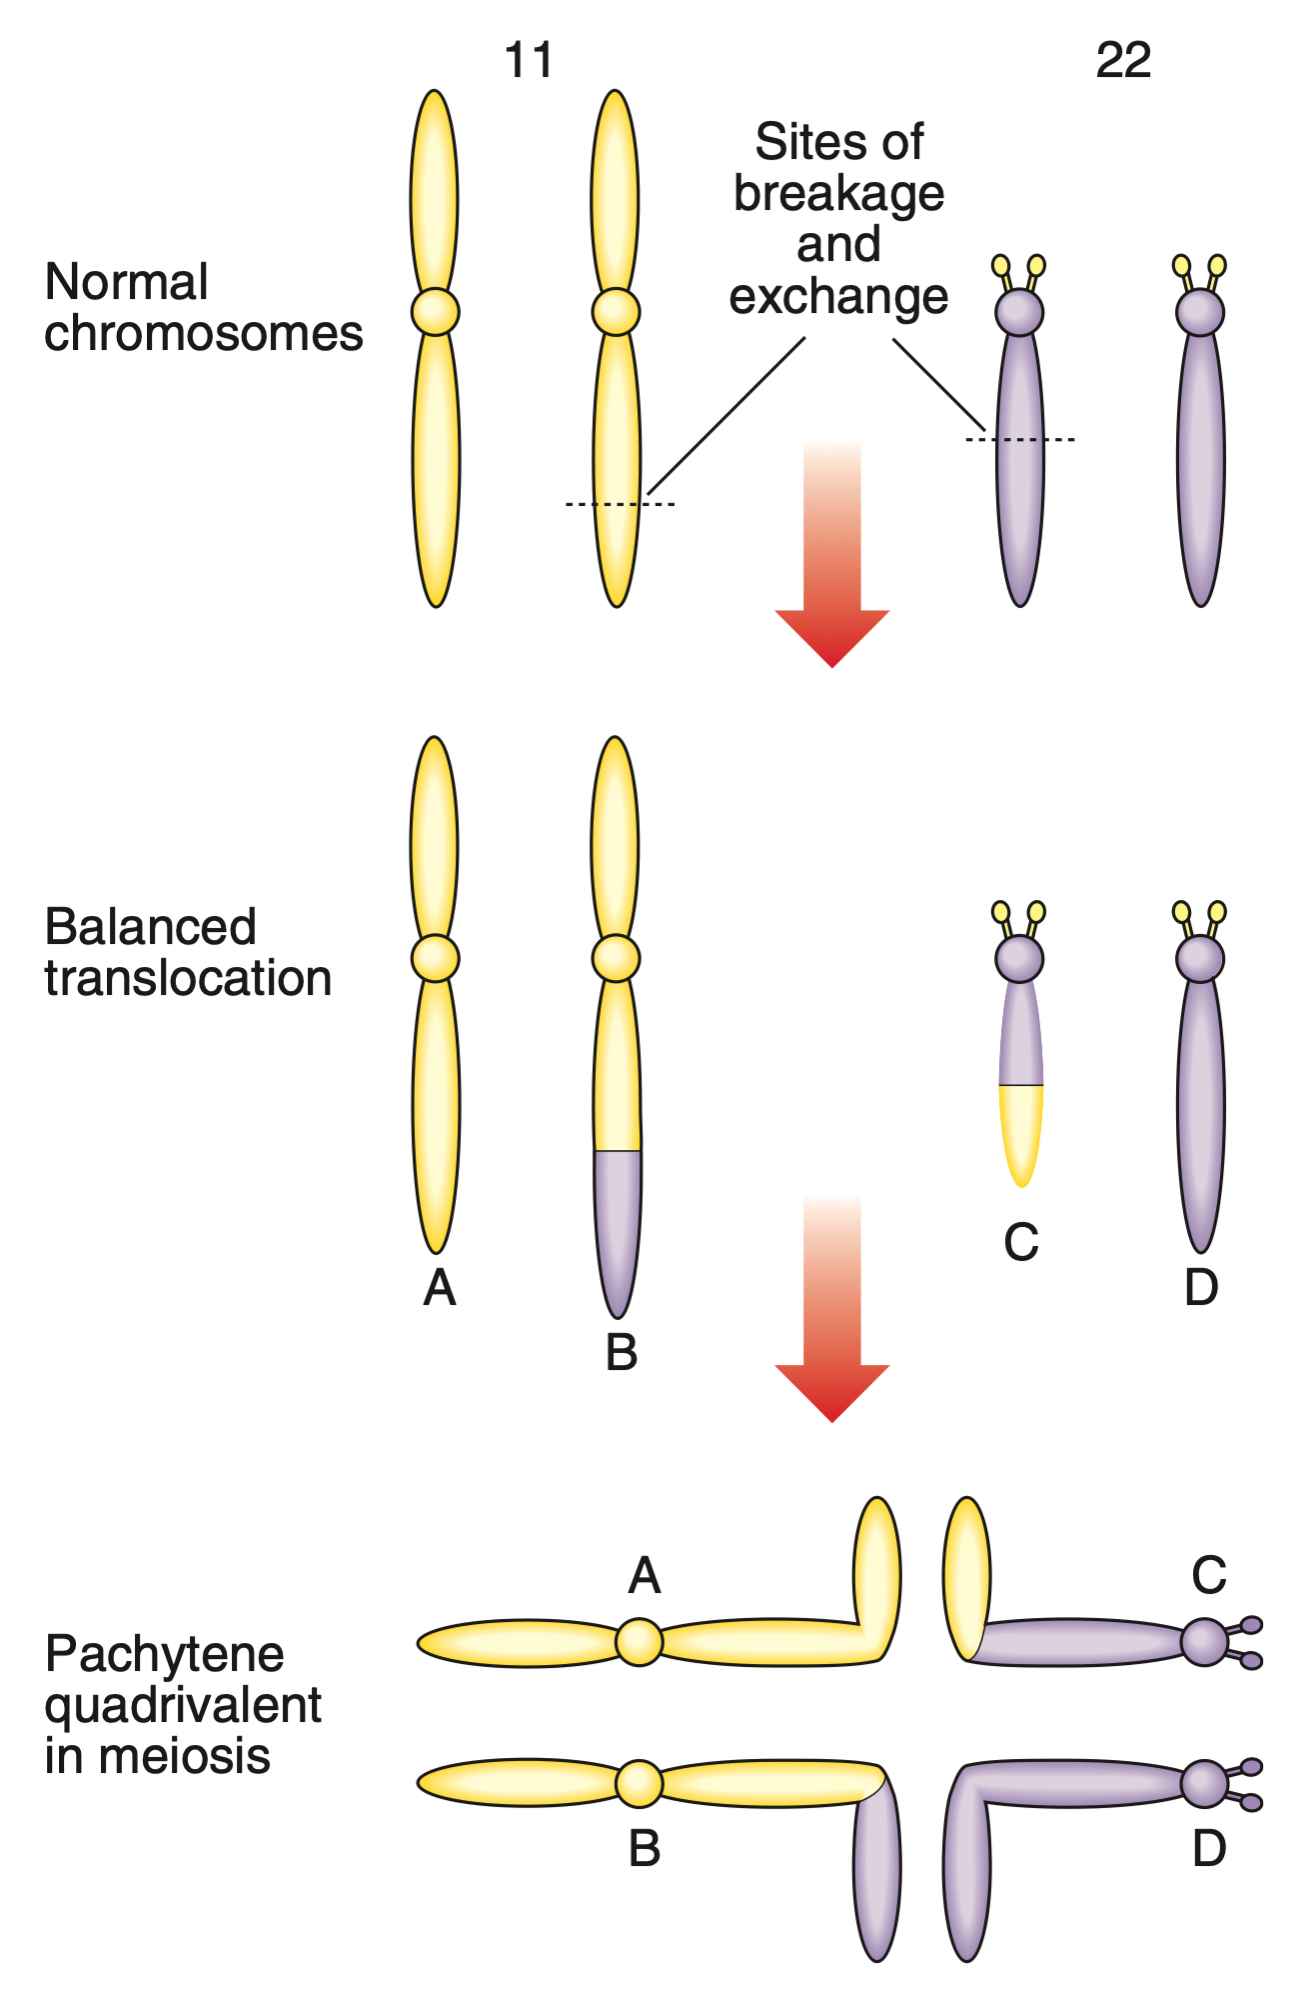 11
22
Sites of
breakage
and
exchange
Normal
chromosomes
Balanced
translocation
A
B
C
D
Pachytene
quadrivalent
in meiosis
A
C
B
D